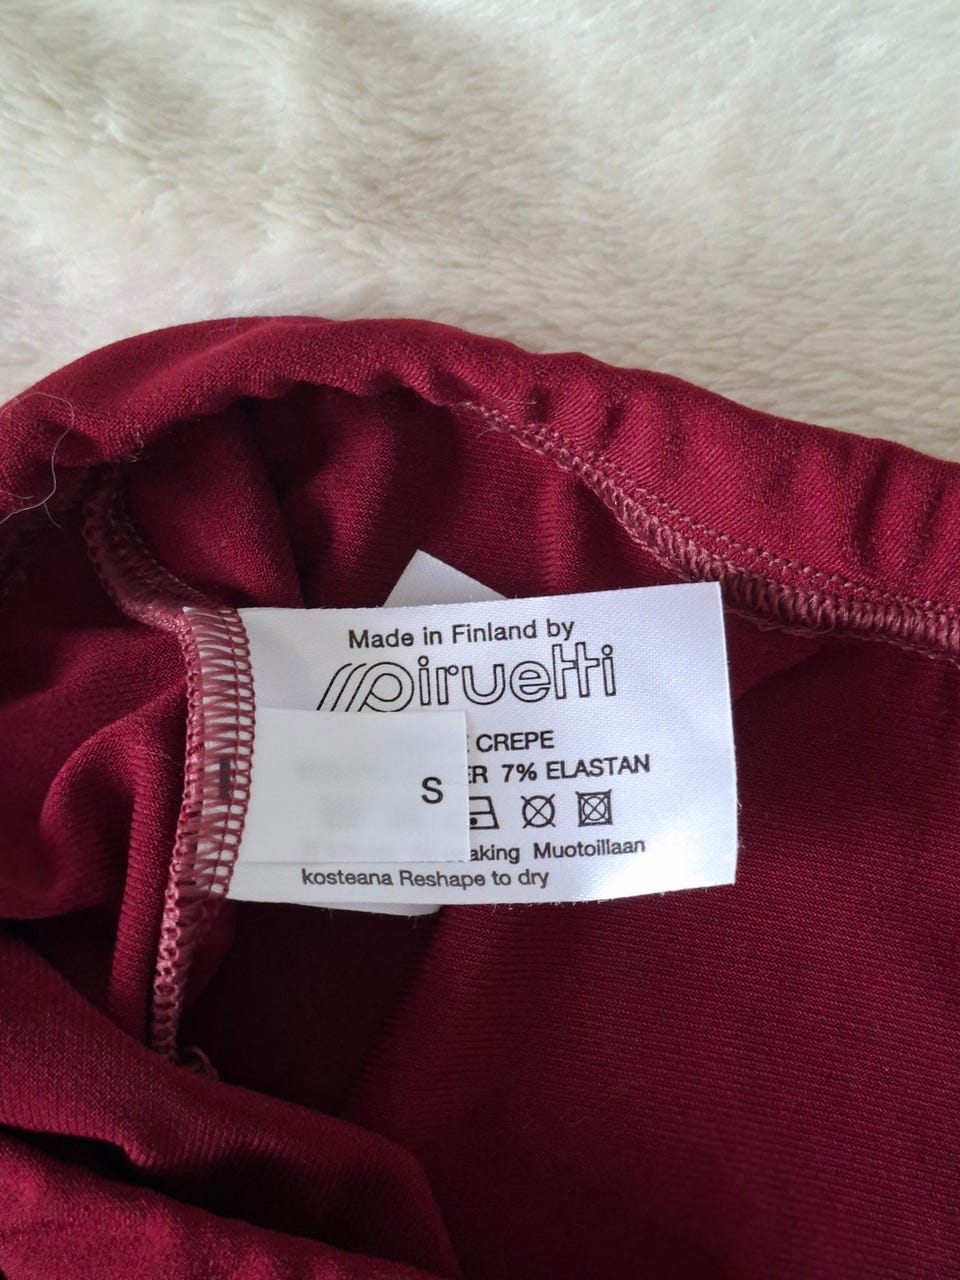 Made in Finland by
piruetti
CREPE
ER 7% ELASTAN
S
aking Muotoillaan
kosteana Reshape to dry